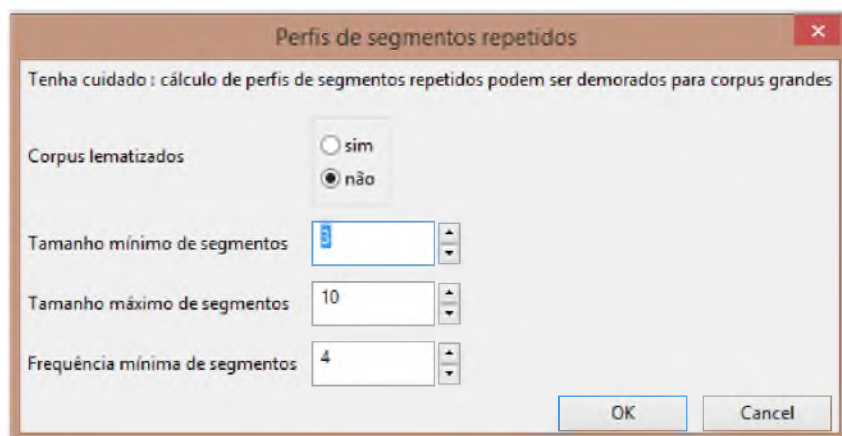 Perfis de segmentos repetidos
Tenha cuidado : cálculo de perfis de segmentos repetidos podem ser demorados para corpus grandes
Corpus lematizados
sim
não
Tamanho mínimo de segmentos
3
Tamanho máximo de segmentos
10
Frequência mínima de segmentos
4
OK
Cancel